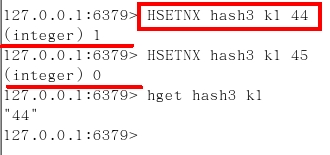 127.0.0.1:6379> HSETNX hash3 k1 44
(integer) 1
127.0.0.1:6379> HSETNX hash3 k1 45
(integer) 0
127.0.0.1:6379> hget hash3 k1
"44"
127.0.0.1:6379>